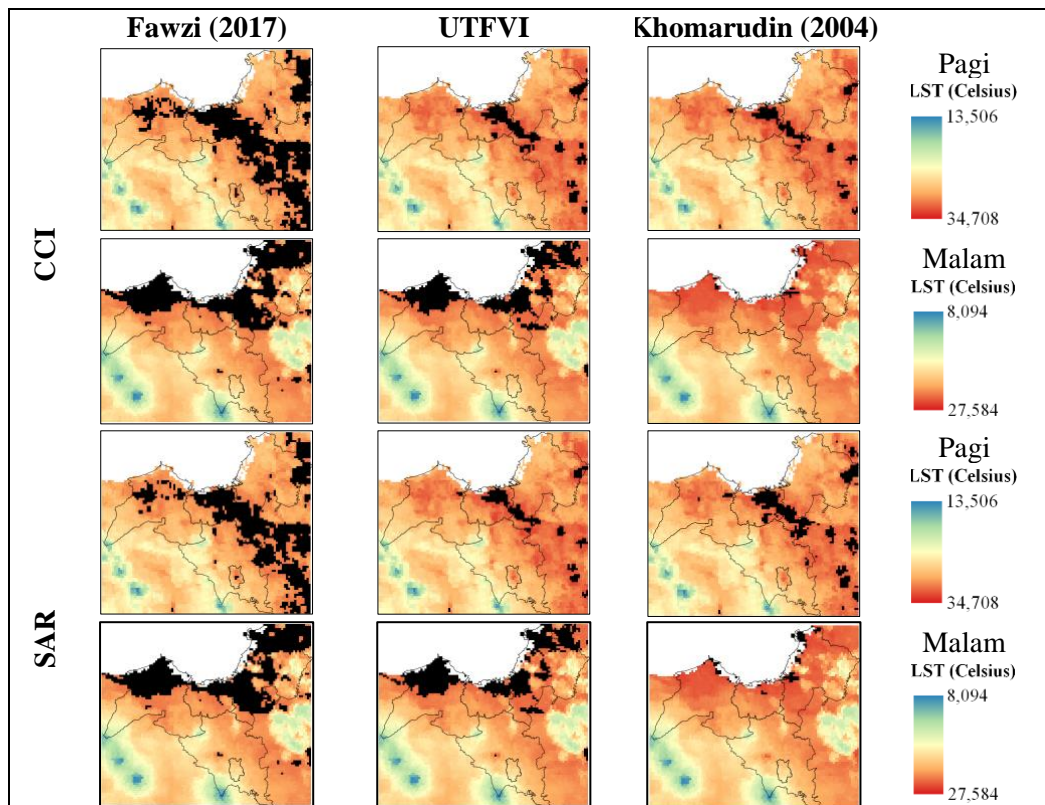 Fawzi (2017)
UTFVI
Khomarudin (2004)
CCI
Pagi
LST (Celsius)
13,506
34,708
Malam
LST (Celsius)
8,094
27,584
SAR
Pagi
LST (Celsius)
13,506
34,708
Malam
LST (Celsius)
8,094
27,584